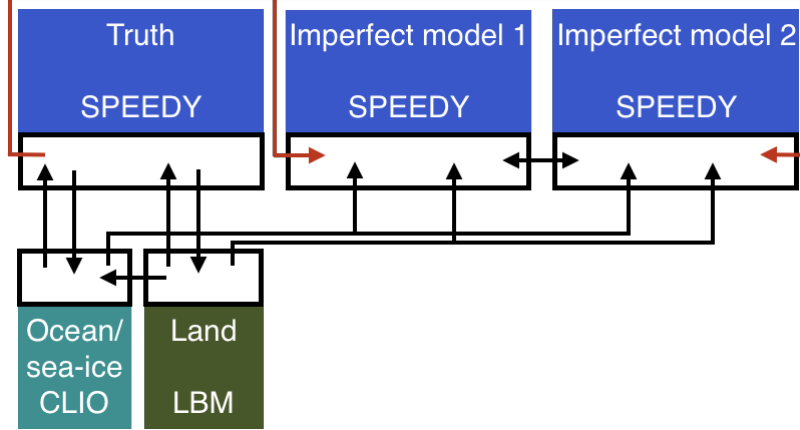 Truth
SPEEDY
Imperfect model 1
SPEEDY
Imperfect model 2
SPEEDY
Ocean/
sea-ice
CLIO
Land
LBM